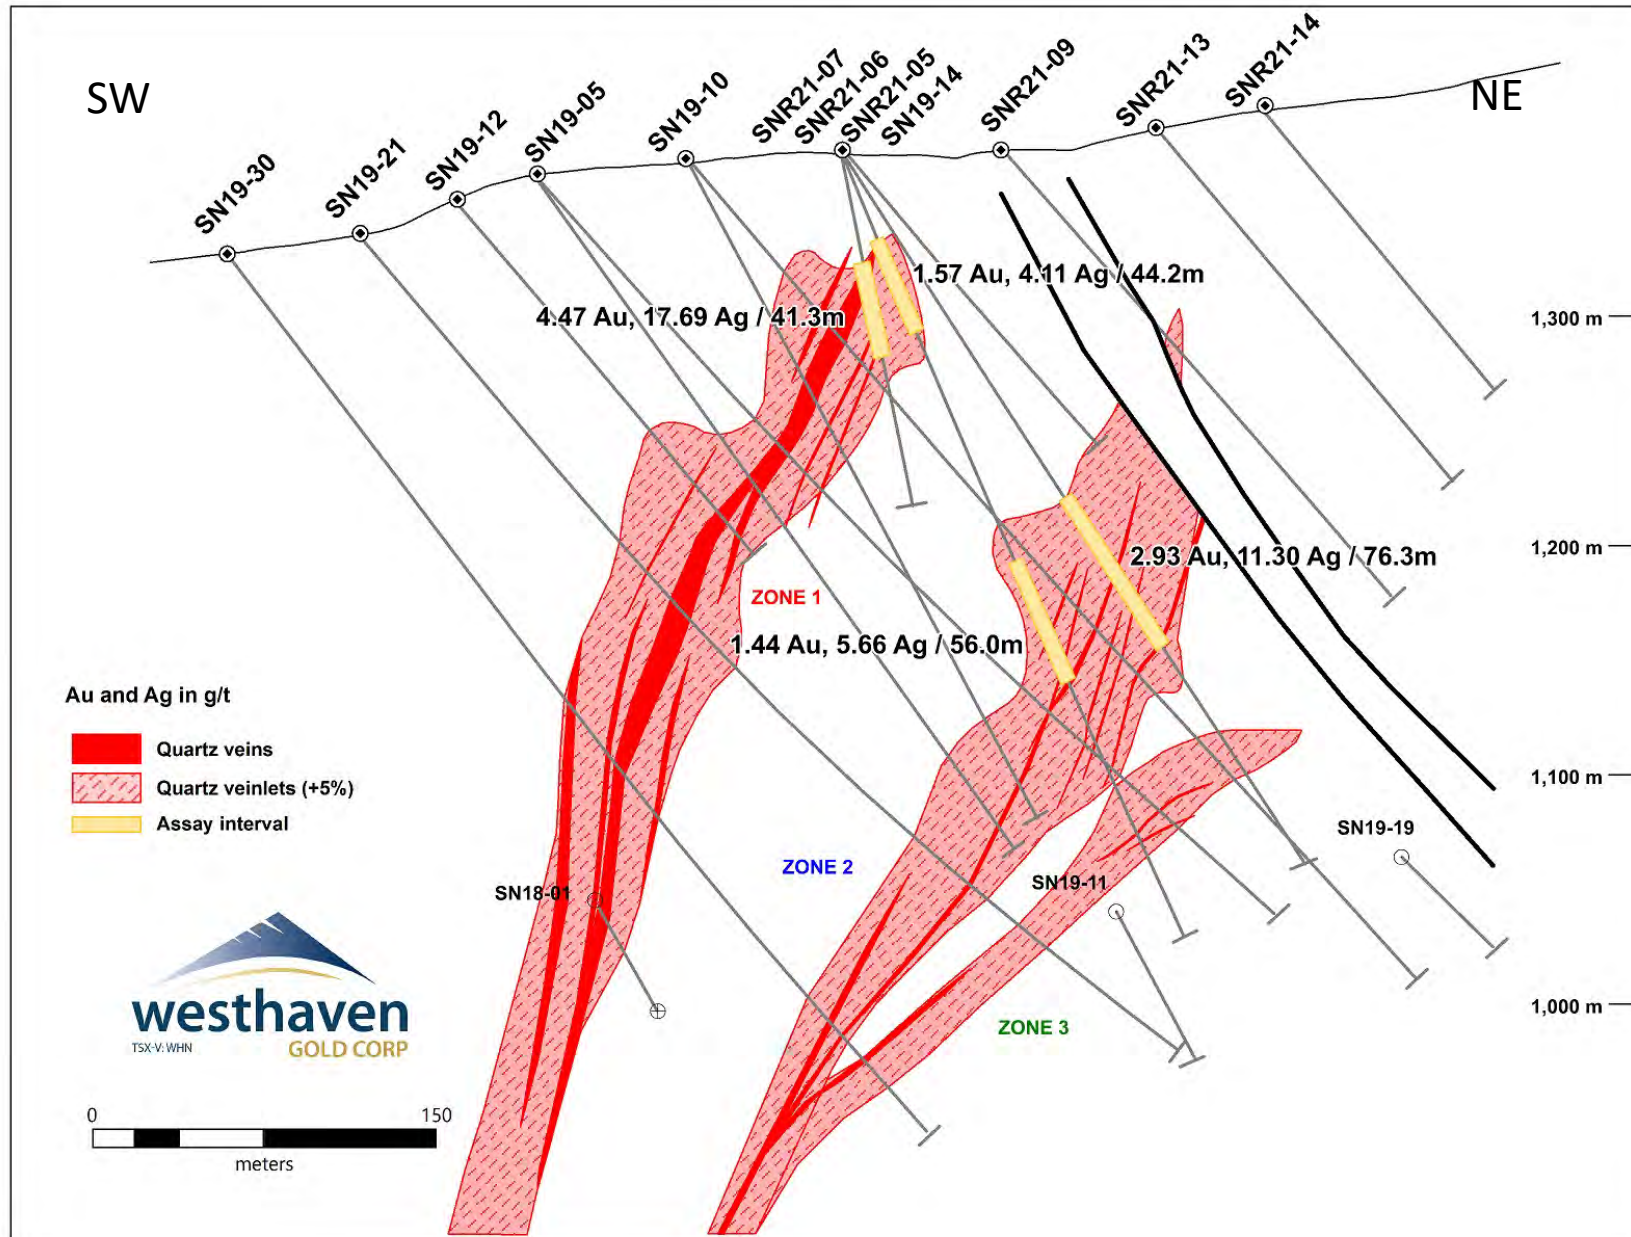 SW
NE
SN19-30
SN19-21
SN19-12
SN19-05
SN19-10
SNR21-07
SNR21-06
SNR21-05
SN19-14
SNR21-09
SNR21-13
SNR21-14
1.57 Au, 4.11 Ag / 44.2m
4.47 Au, 17.69 Ag / 41.3m
1,300 m
1,200 m
2.93 Au, 11.30 Ag / 76.3m
ZONE 1
1.44 Au, 5.66 Ag / 56.0m
Au and Ag in g/t
Quartz veins
Quartz veinlets (+5%)
Assay interval
1,100 m
SN19-19
ZONE 2
SN19-11
SN18-01
1,000 m
ZONE 3
westhaven
TSX-V: WHN
GOLD CORP
0
150
meters